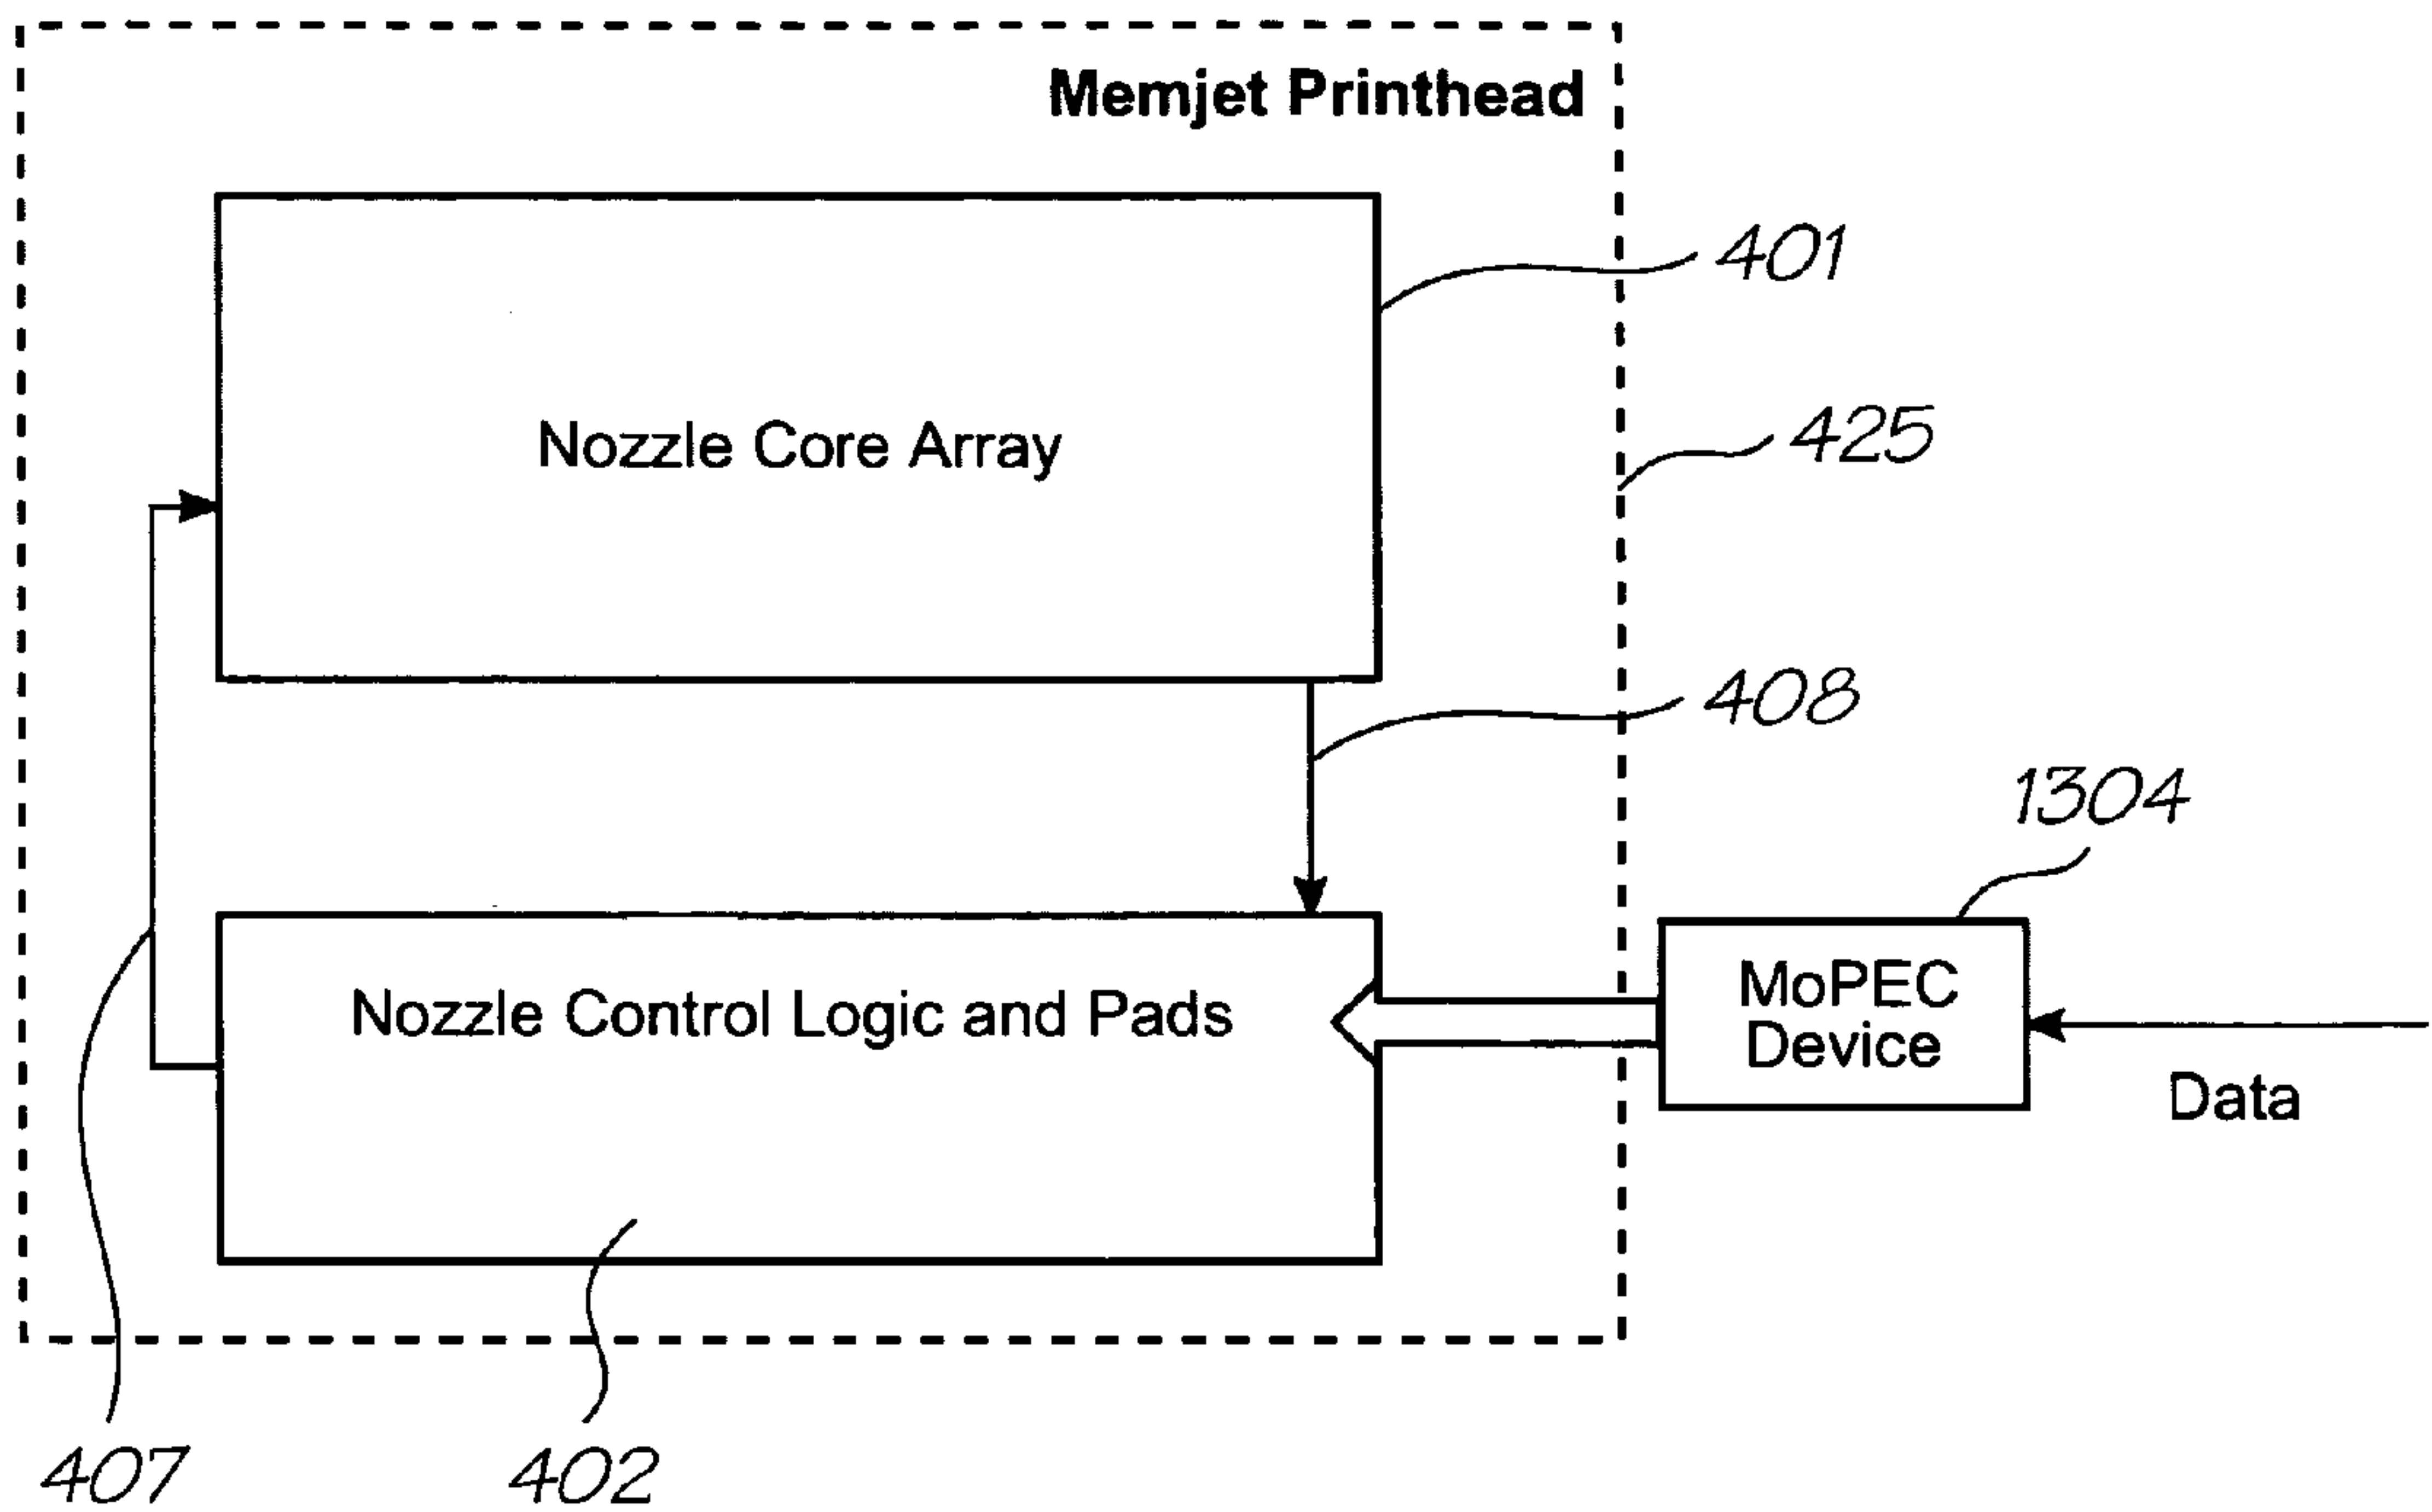 Memjet Printhead
401
Nozzle Core Array
425
408
1304
Nozzle Control Logic and Pads
MoPEC
Device
Data
407
402